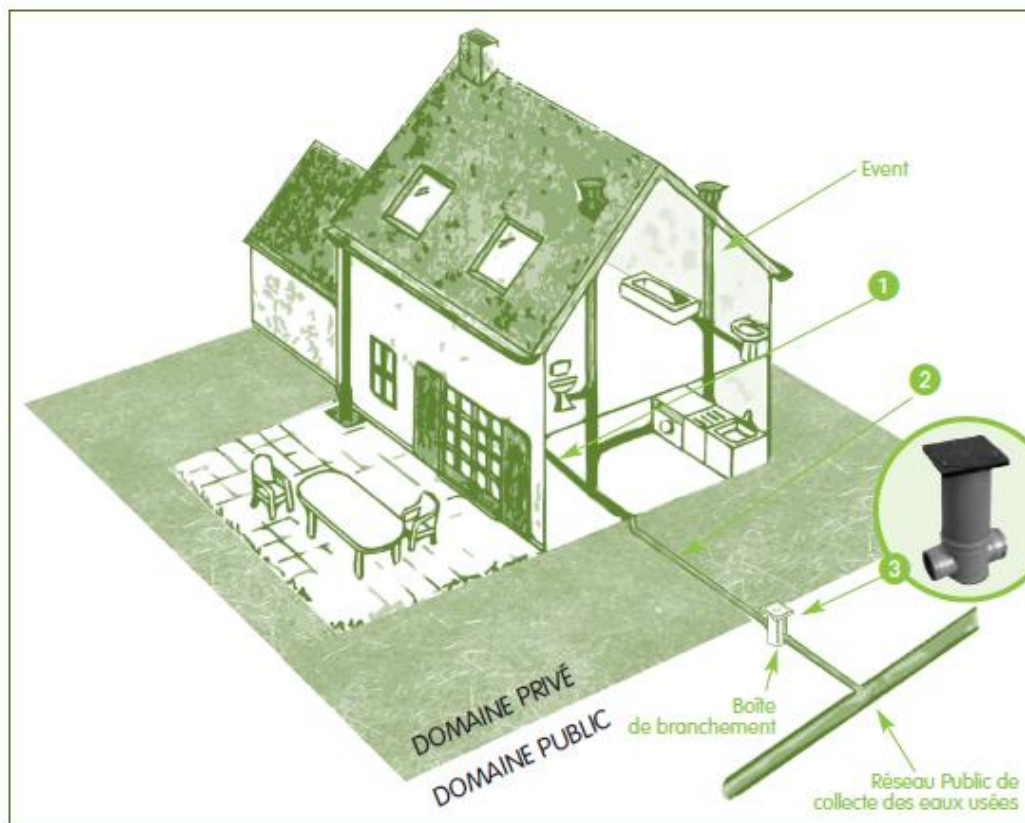 Event
1
2
3
DOMAINE PRIVÉ
DOMAINE PUBLIC
Boîte
de branchement
Réseau Public de
collecte des eaux usées